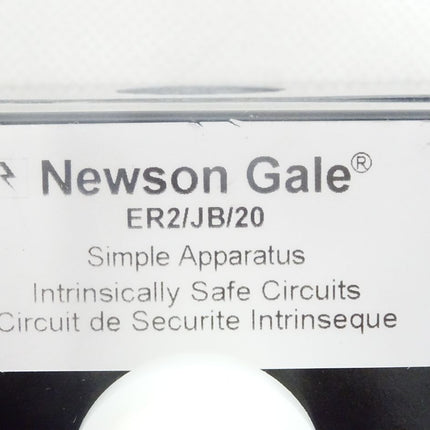 Newson Gale®
ER2/JB/20
Simple Apparatus
Intrinsically Safe Circuits
Circuit de Securite Intrinseque